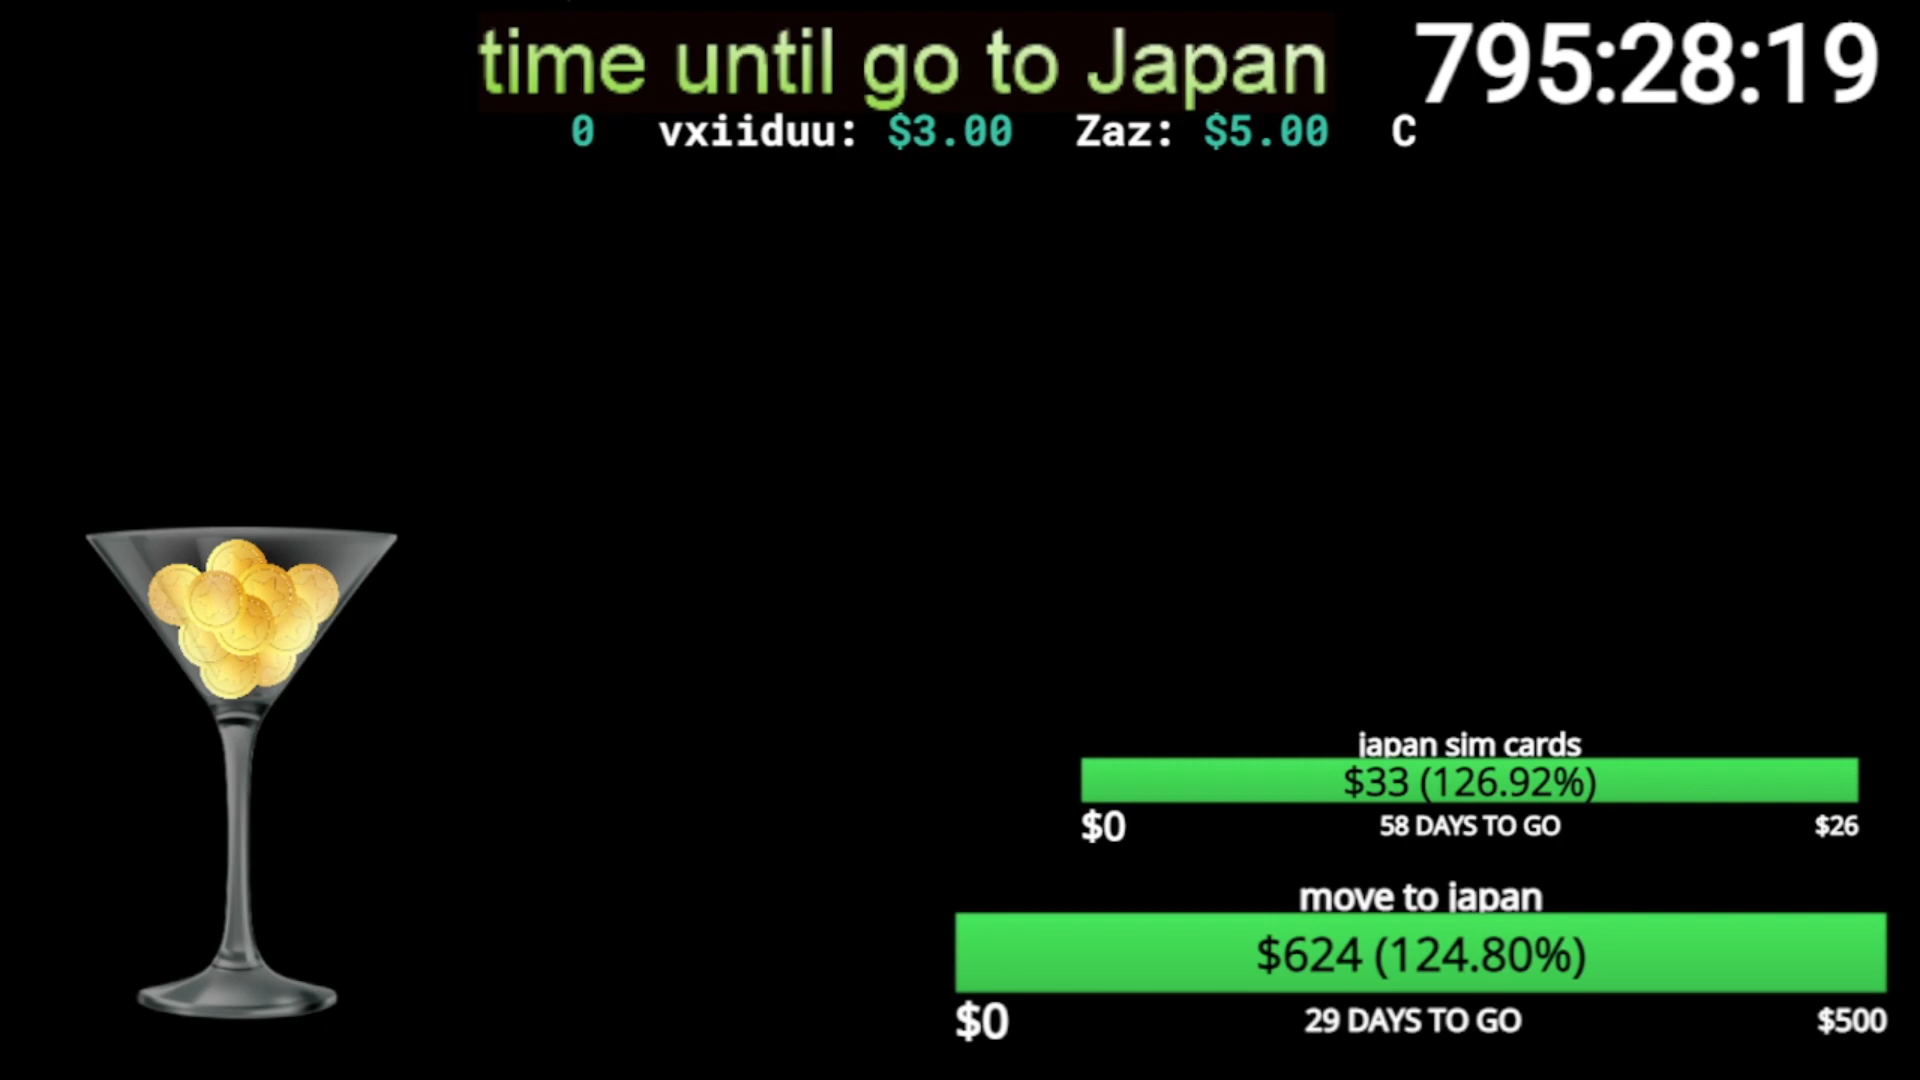 time until go to Japan 795:28:19
0 vxiiduu: $3.00 Zaz: $5.00 C
japan sim cards
$33 (126.92%)
$0 58 DAYS TO GO $26
move to japan
$624 (124.80%)
$0 29 DAYS TO GO $500